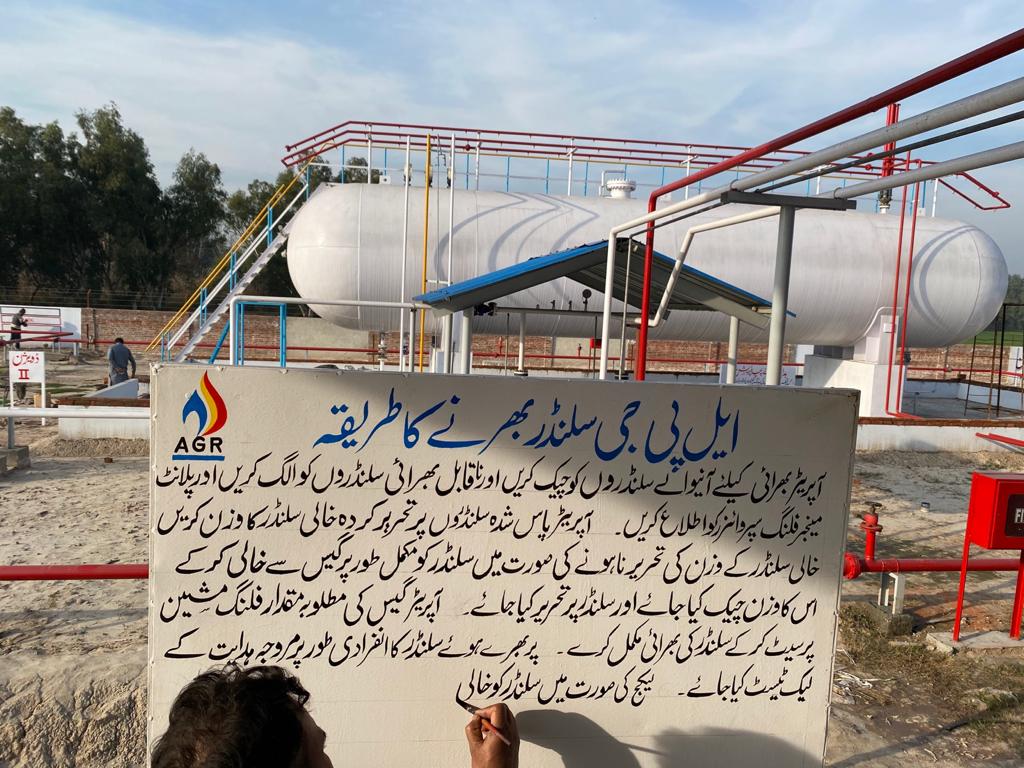 ڈویژن
II
AGR
ایل پی جی سلنڈر بھرنے کا طریقہ
آپریٹر بھرائی کیلئے آنیوالے سلنڈروں کو چیک کریں اور ناقابل بھرائی سلنڈروں کو الگ کریں اور پلانٹ
مینجر فلنگ سپروائزر کو اطلاع کریں۔ آپریٹر پاس شدہ سلنڈروں پر تحریر کردہ خالی سلنڈر کا وزن کریں
خالی سلنڈر کے وزن کی تحریر نا ہونے کی صورت میں سلنڈر کو مکمل طور پر گیس سے خالی کر کے
اس کا وزن چیک کیا جائے اور سلنڈر پر تحریر کیا جائے۔ آپریٹر گیس کی مطلوبہ مقدار فلنگ مشین
پر سیٹ کر کے سلنڈر کی بھرائی مکمل کرے۔ پر بھرے ہوئے سلنڈر کا انفرادی طور پر مروجہ ہدایت کے
لیک ٹیسٹ کیا جائے۔ لیکج کی صورت میں سلنڈر کو خالی